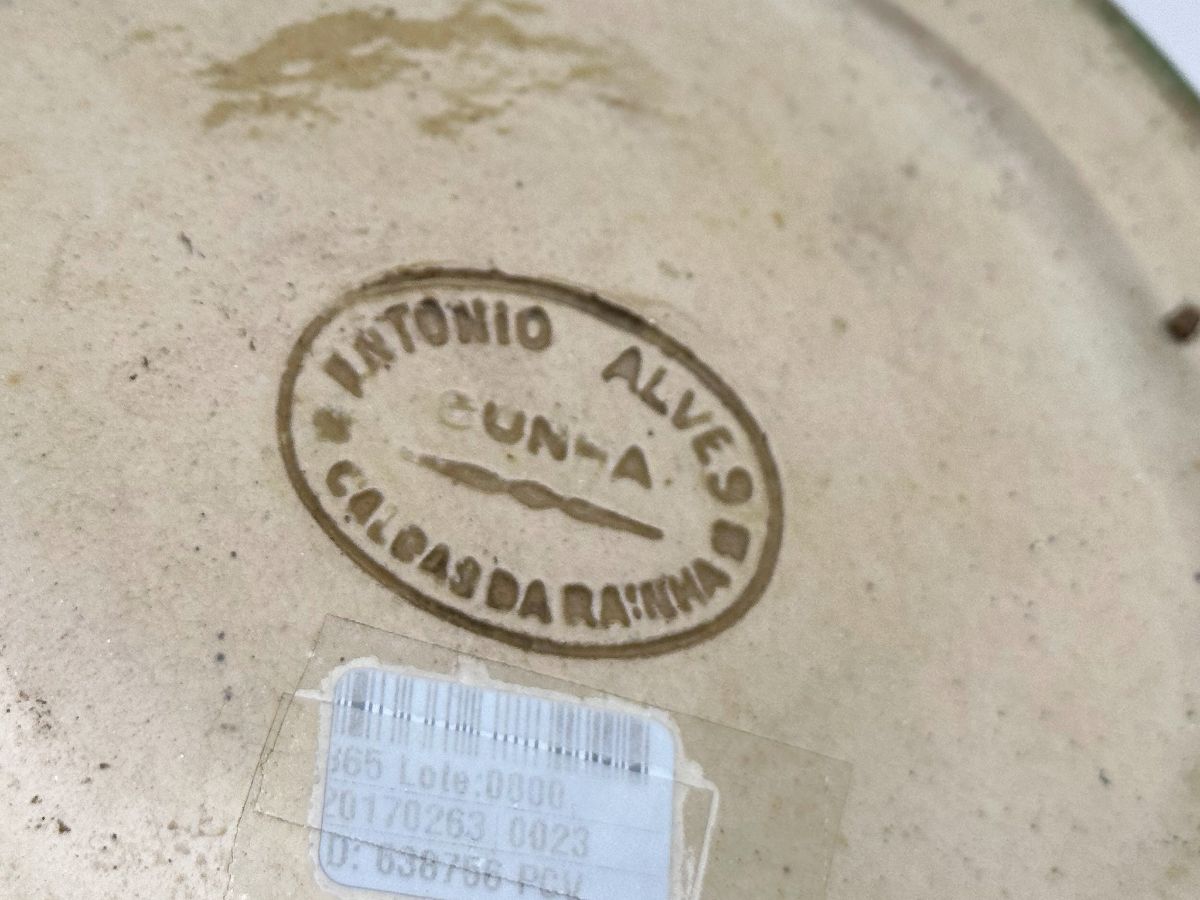 ANTONIO ALVES
CUNHA
CALDAS DA RAINHA
365 Lote:0000
20170263 0023
D: 638756 PCV